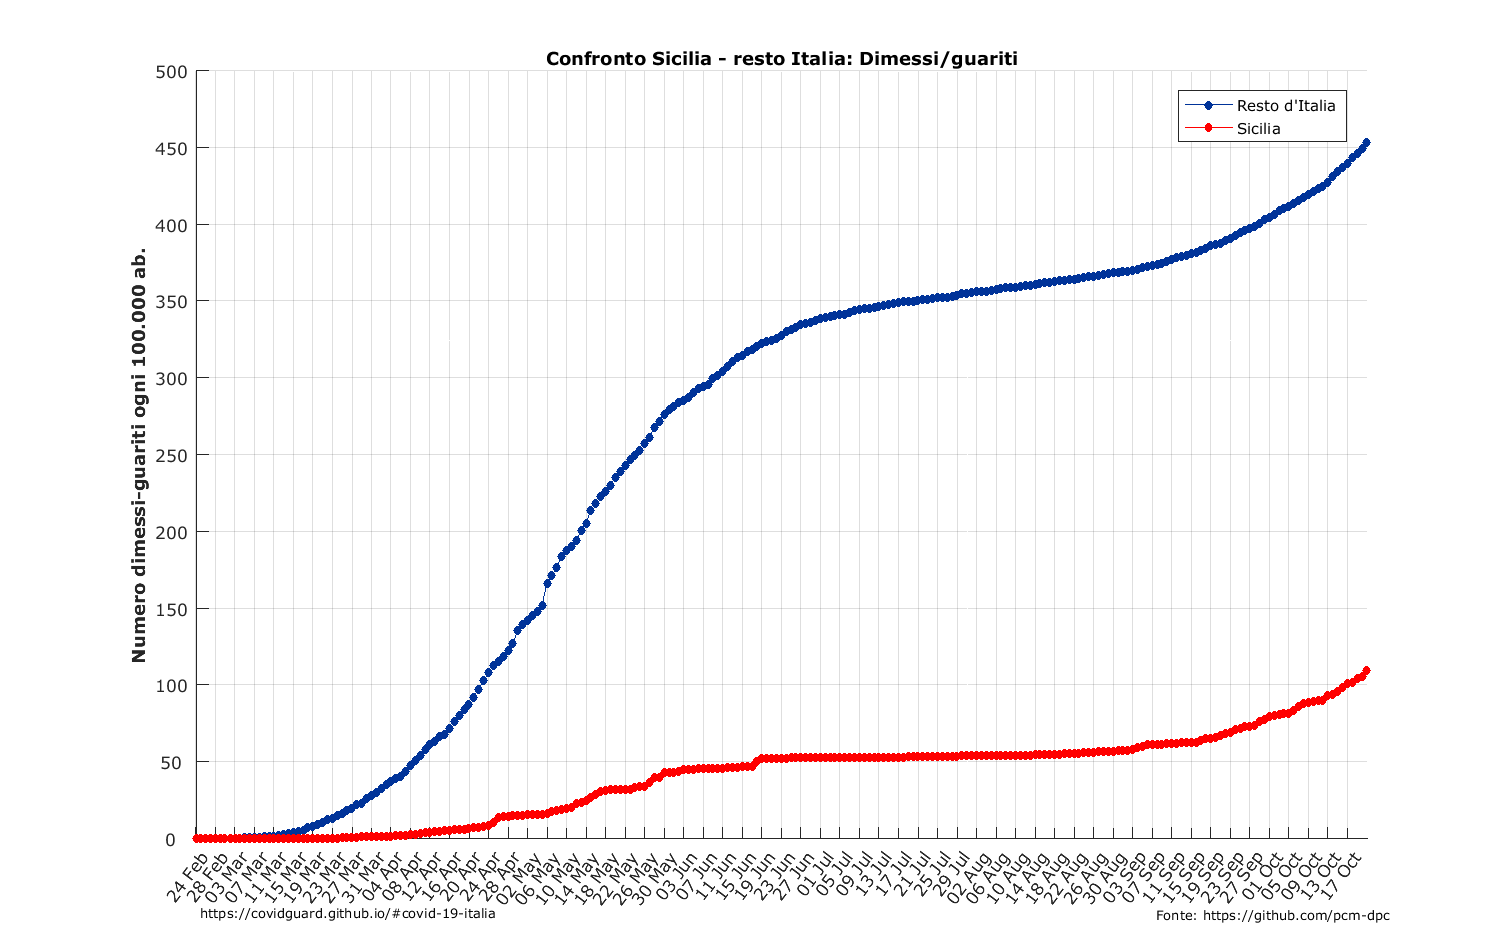 Confronto Sicilia - resto Italia: Dimessi/guariti
Resto d'Italia
Sicilia
Numero dimessi-guariti ogni 100.000 ab.
500
450
400
350
300
250
200
150
100
50
0
24 Feb
28 Feb
03 Mar
07 Mar
11 Mar
15 Mar
19 Mar
23 Mar
27 Mar
31 Mar
04 Apr
08 Apr
12 Apr
16 Apr
20 Apr
24 Apr
28 Apr
02 May
06 May
10 May
14 May
18 May
22 May
26 May
30 May
03 Jun
07 Jun
11 Jun
15 Jun
19 Jun
23 Jun
27 Jun
01 Jul
05 Jul
09 Jul
13 Jul
17 Jul
21 Jul
25 Jul
29 Jul
02 Aug
06 Aug
10 Aug
14 Aug
18 Aug
22 Aug
26 Aug
30 Aug
03 Sep
07 Sep
11 Sep
15 Sep
19 Sep
23 Sep
27 Sep
01 Oct
05 Oct
09 Oct
13 Oct
17 Oct
https://covidguard.github.io/#covid-19-italia
Fonte: https://github.com/pcm-dpc